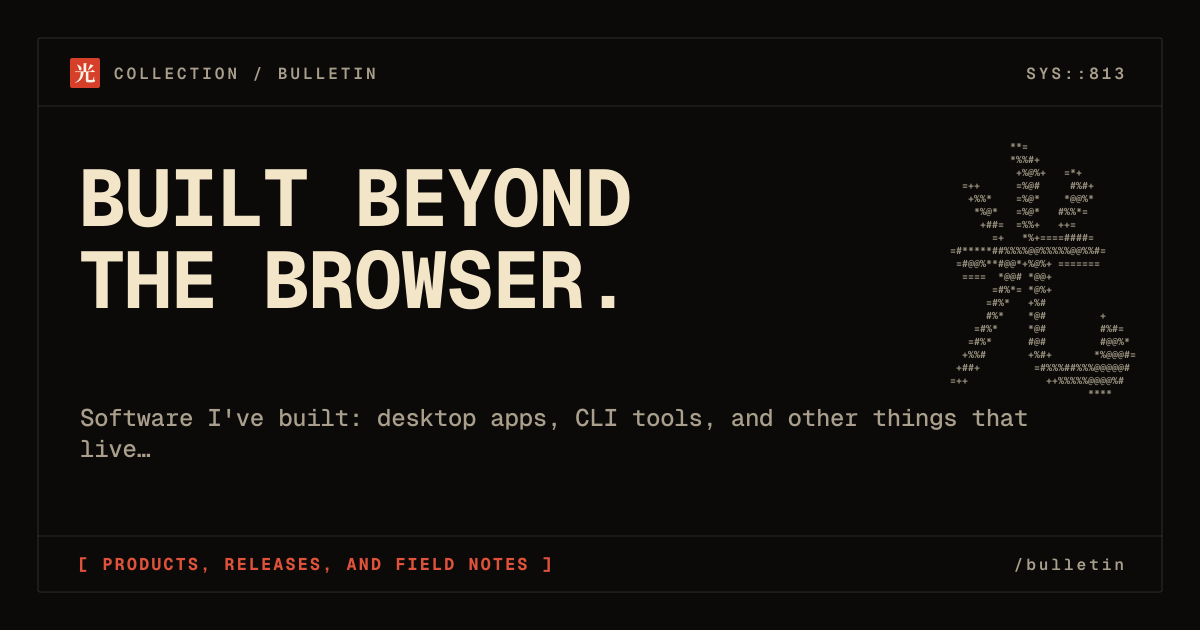 光 COLLECTION / BULLETIN
SYS::813
BUILT BEYOND
THE BROWSER.
Software I've built: desktop apps, CLI tools, and other things that
live…
[ PRODUCTS, RELEASES, AND FIELD NOTES ]
/bulletin